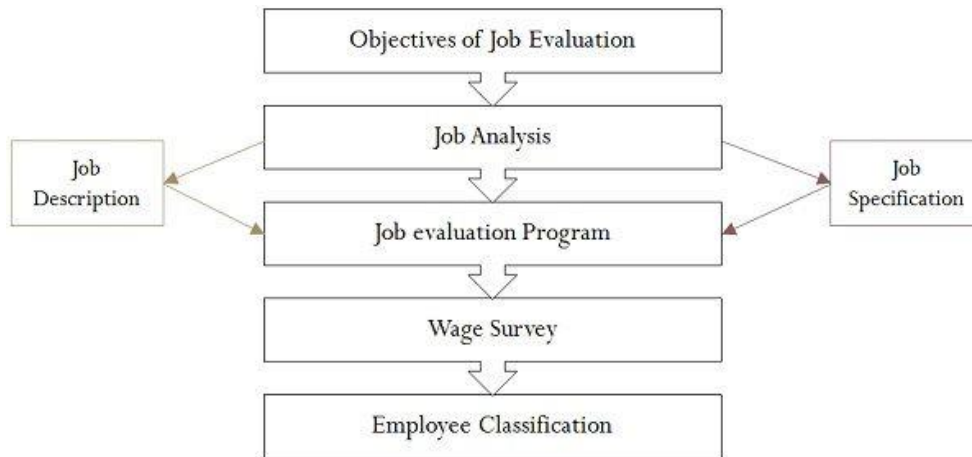 Objectives of Job Evaluation
Job Analysis
Job
Description
Job
Specification
Job evaluation Program
Wage Survey
Employee Classification